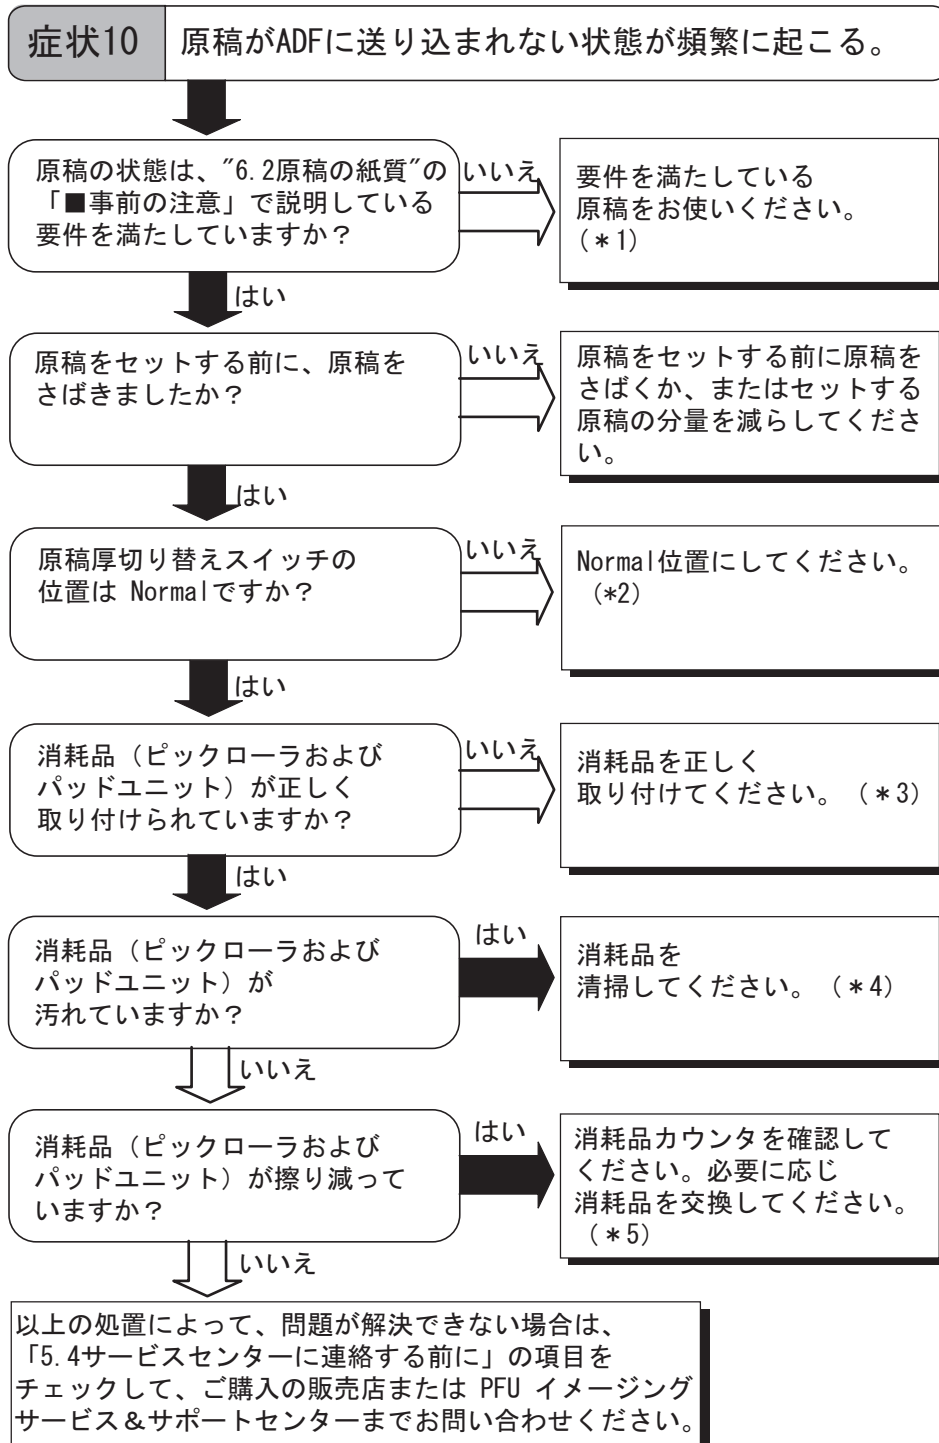 症状10
原稿がADFに送り込まれない状態が頻繁に起こる。
原稿の状態は、"6.2原稿の紙質"の
「■事前の注意」で説明している
要件を満たしていますか？
いいえ
要件を満たしている
原稿をお使いください。
（＊1）
はい
原稿をセットする前に、原稿を
さばきましたか？
いいえ
原稿をセットする前に原稿を
さばくか、またはセットする
原稿の分量を減らしてくださ
い。
はい
原稿厚切り替えスイッチの
位置は Normalですか？
いいえ
Normal位置にしてください。
（*2）
はい
消耗品（ピックローラおよび
パッドユニット）が正しく
取り付けられていますか？
いいえ
消耗品を正しく
取り付けてください。（＊3）
はい
消耗品（ピックローラおよび
パッドユニット）が
汚れていますか？
はい
消耗品を
清掃してください。（＊4）
いいえ
消耗品（ピックローラおよび
パッドユニット）が擦り減って
いますか？
はい
消耗品カウンタを確認して
ください。必要に応じ
消耗品を交換してください。
（＊5）
いいえ
以上の処置によって、問題が解決できない場合は、
「5.4サービスセンターに連絡する前に」の項目を
チェックして、ご購入の販売店または PFU イメージング
サービス＆サポートセンターまでお問い合わせください。